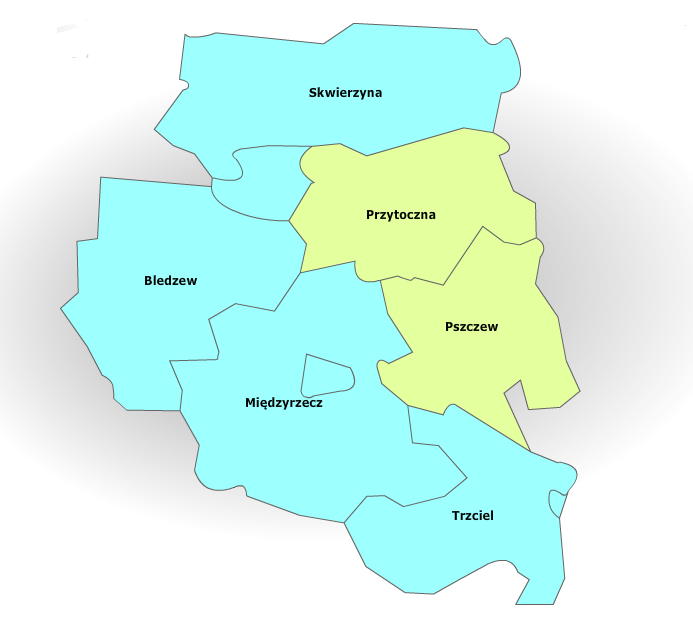 Skwierzyna
Przytoczna
Bledzew
Pszczew
Międzyrzecz
Trzciel